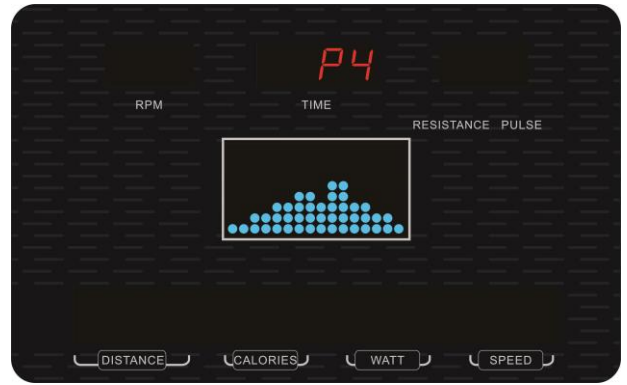 P4
RPM TIME
RESISTANCE PULSE
DISTANCE CALORIES WATT SPEED